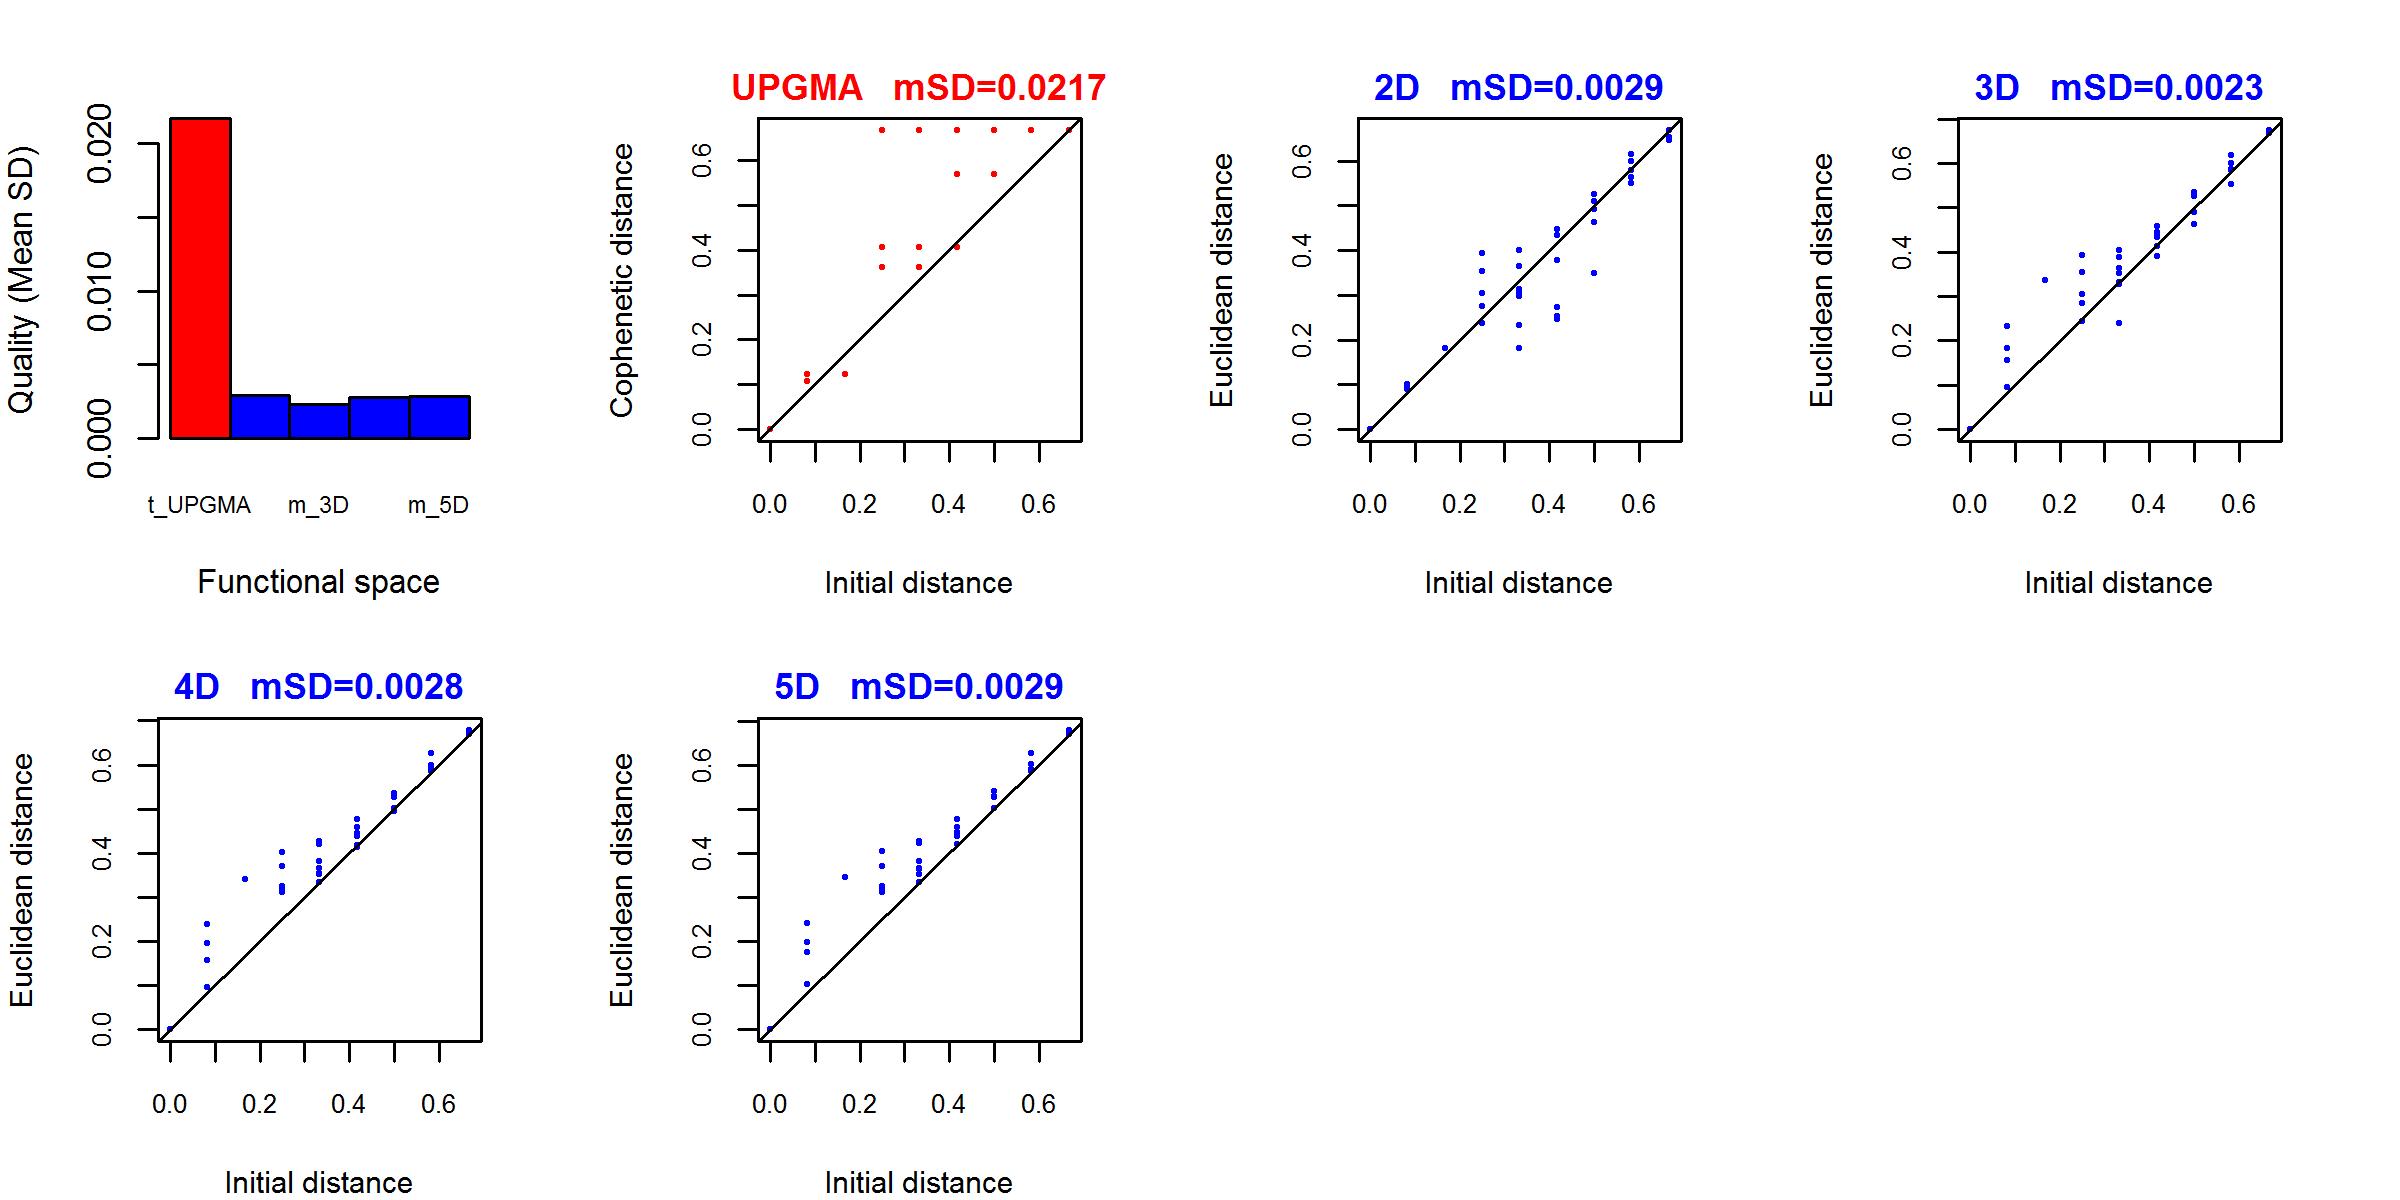 Quality (Mean SD)
0.000 0.010 0.020
t_UPGMA m_3D m_5D
Functional space
UPGMA mSD=0.0217
Cophenetic distance
0.0 0.2 0.4 0.6
0.0 0.2 0.4 0.6
Initial distance
2D mSD=0.0029
Euclidean distance
0.0 0.2 0.4 0.6
0.0 0.2 0.4 0.6
Initial distance
3D mSD=0.0023
Euclidean distance
0.0 0.2 0.4 0.6
0.0 0.2 0.4 0.6
Initial distance
4D mSD=0.0028
Euclidean distance
0.0 0.2 0.4 0.6
0.0 0.2 0.4 0.6
Initial distance
5D mSD=0.0029
Euclidean distance
0.0 0.2 0.4 0.6
0.0 0.2 0.4 0.6
Initial distance